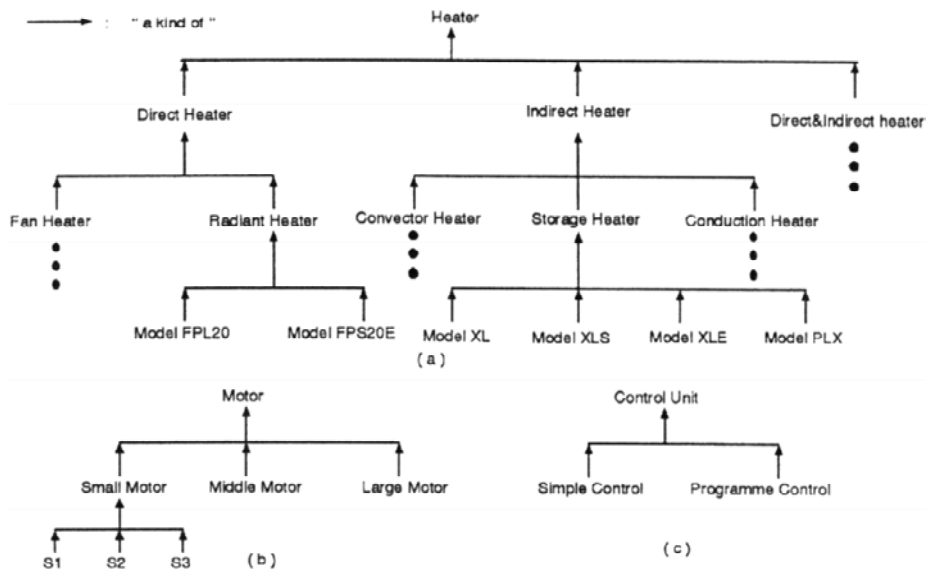 : " a kind of "
Heater
Direct Heater
Indirect Heater
Direct&Indirect heater
Fan Heater
Radiant Heater
Convector Heater
Storage Heater
Conduction Heater
Model FPL20
Model FPS20E
Model XL
Model XLS
Model XLE
Model PLX
( a )
Motor
Control Unit
Small Motor
Middle Motor
Large Motor
Simple Control
Programme Control
S1
S2
S3
( b )
( c )